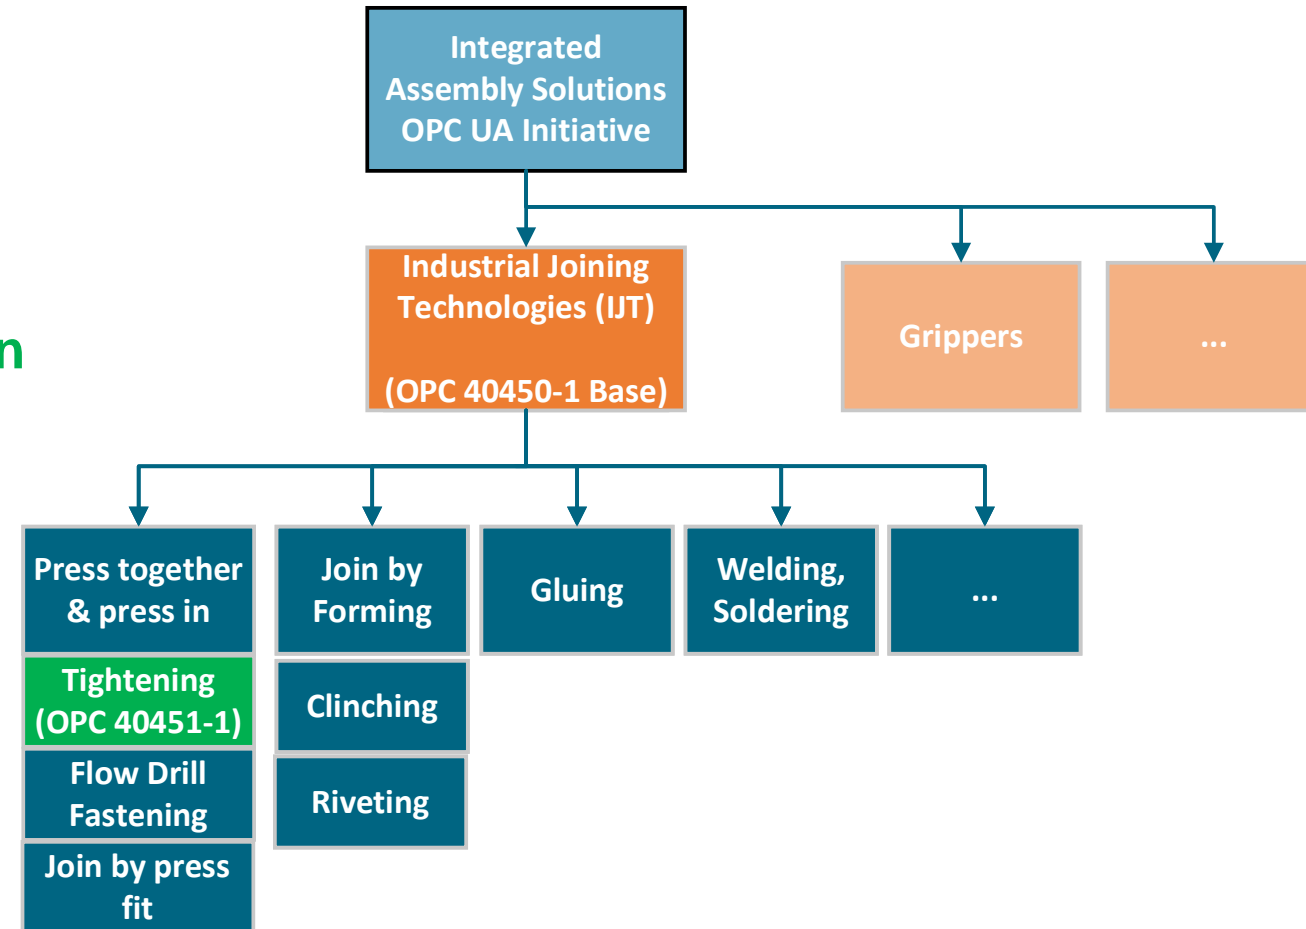 Integrated
Assembly Solutions
OPC UA Initiative
Industrial Joining
Technologies (IJT)
(OPC 40450-1 Base)
Grippers
...
n
Press together
& press in
Join by
Forming
Gluing
Welding,
Soldering
...
Tightening
(OPC 40451-1)
Clinching
Flow Drill
Fastening
Riveting
Join by press
fit